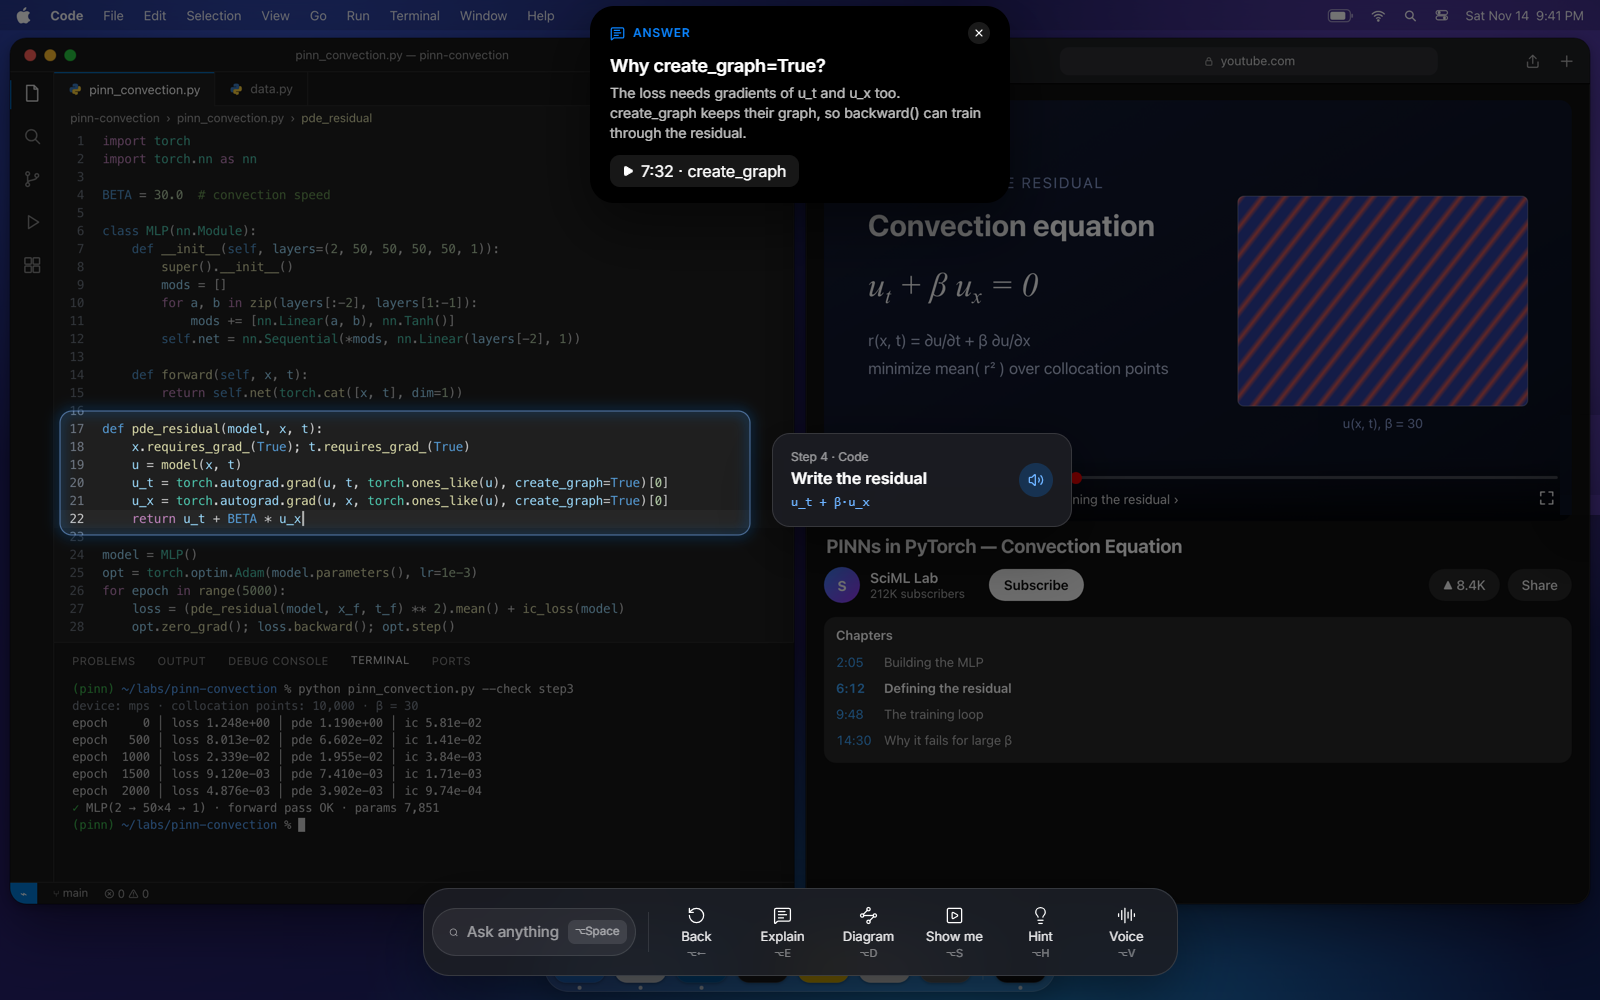 Code File Edit Selection View Go Run Terminal Window Help
Sat Nov 14 9:41 PM
ANSWER
Why create_graph=True?
The loss needs gradients of u_t and u_x too.
create_graph keeps their graph, so backward() can train
through the residual.
7:32 · create_graph
pinn_convection.py — pinn-convection
pinn_convection.py
data.py
pinn-convection › pinn_convection.py › pde_residual
1 import torch
2 import torch.nn as nn
3
4 BETA = 30.0 # convection speed
5
6 class MLP(nn.Module):
7 def __init__(self, layers=(2, 50, 50, 50, 50, 1)):
8 super().__init__()
9 mods = []
10 for a, b in zip(layers[:-2], layers[1:-1]):
11 mods += [nn.Linear(a, b), nn.Tanh()]
12 self.net = nn.Sequential(*mods, nn.Linear(layers[-2], 1))
13
14 def forward(self, x, t):
15 return self.net(torch.cat([x, t], dim=1))
16
17 def pde_residual(model, x, t):
18 x.requires_grad_(True); t.requires_grad_(True)
19 u = model(x, t)
20 u_t = torch.autograd.grad(u, t, torch.ones_like(u), create_graph=True)[0]
21 u_x = torch.autograd.grad(u, x, torch.ones_like(u), create_graph=True)[0]
22 return u_t + BETA * u_x
23
24 model = MLP()
25 opt = torch.optim.Adam(model.parameters(), lr=1e-3)
26 for epoch in range(5000):
27 loss = (pde_residual(model, x_f, t_f) ** 2).mean() + ic_loss(model)
28 opt.zero_grad(); loss.backward(); opt.step()
PROBLEMS OUTPUT DEBUG CONSOLE TERMINAL PORTS
(pinn) ~/labs/pinn-convection % python pinn_convection.py --check step3
device: mps · collocation points: 10,000 · β = 30
epoch 0 | loss 1.248e+00 | pde 1.190e+00 | ic 5.81e-02
epoch 500 | loss 8.013e-02 | pde 6.602e-02 | ic 1.41e-02
epoch 1000 | loss 2.339e-02 | pde 1.955e-02 | ic 3.84e-03
epoch 1500 | loss 9.120e-03 | pde 7.410e-03 | ic 1.71e-03
epoch 2000 | loss 4.876e-03 | pde 3.902e-03 | ic 9.74e-04
✓ MLP(2 → 50×4 → 1) · forward pass OK · params 7,851
(pinn) ~/labs/pinn-convection %
main 0 0
youtube.com
E RESIDUAL
Convection equation
u_t + β u_x = 0
r(x, t) = ∂u/∂t + β ∂u/∂x
minimize mean( r² ) over collocation points
u(x, t), β = 30
Step 4 · Code
Write the residual
u_t + β·u_x
ning the residual ›
PINNs in PyTorch — Convection Equation
S
SciML Lab
212K subscribers
Subscribe
8.4K
Share
Chapters
2:05 Building the MLP
6:12 Defining the residual
9:48 The training loop
14:30 Why it fails for large β
Ask anything ⌥Space
Back ⌥←
Explain ⌥E
Diagram ⌥D
Show me ⌥S
Hint ⌥H
Voice ⌥V